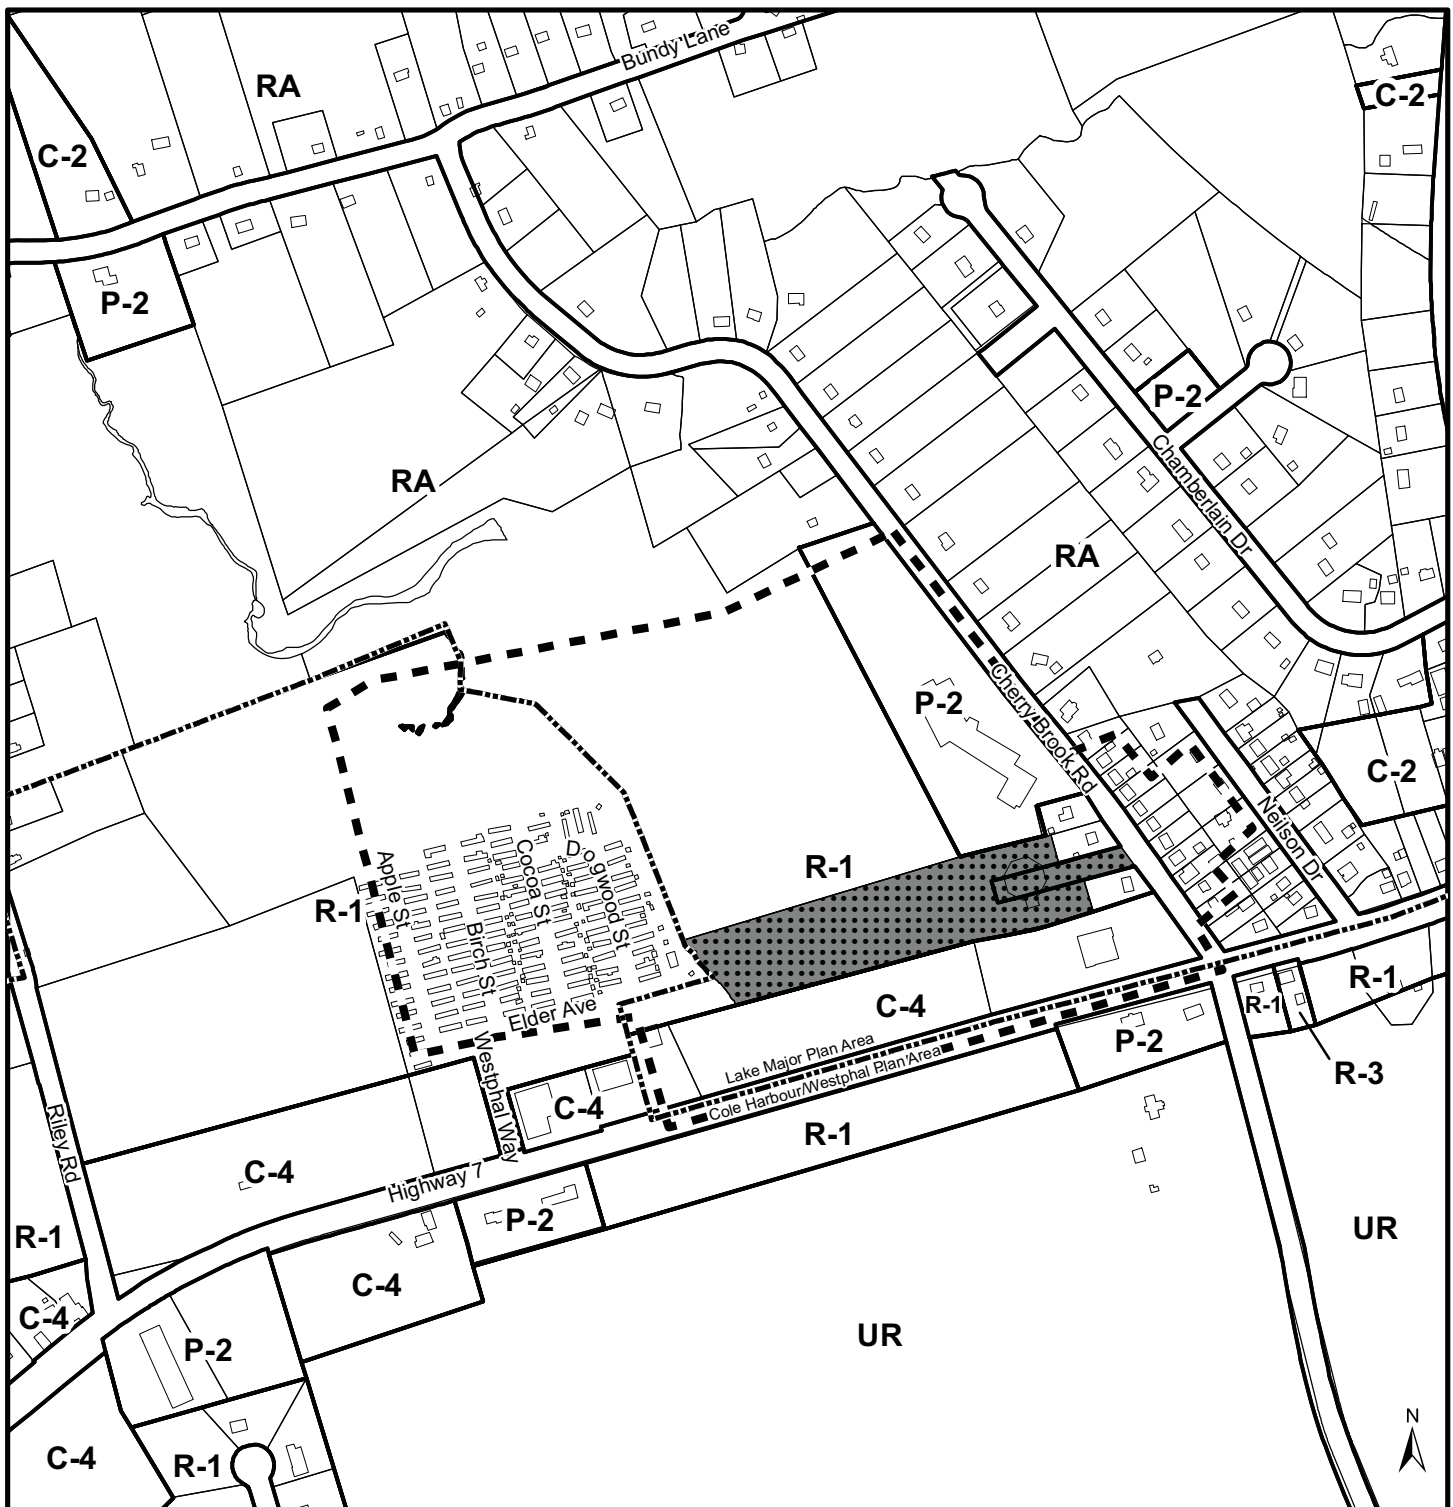 Bundy Lane
RA
C-2
C-2
P-2
P-2
Chamberlain Dr
RA
RA
Cherry Brook Rd
P-2
C-2
Neilson Dr
R-1
Apple St
Cocoa St
Dogwood St
R-1
Birch St
Elder Ave
Westphal Way
C-4
R-1
R-1
R-3
P-2
Lake Major Plan Area
Cole Harbour/Westphal Plan Area
C-4
R-1
Riley Rd
C-4
Highway 7
P-2
R-1
UR
C-4
C-4
UR
P-2
C-4
R-1
N